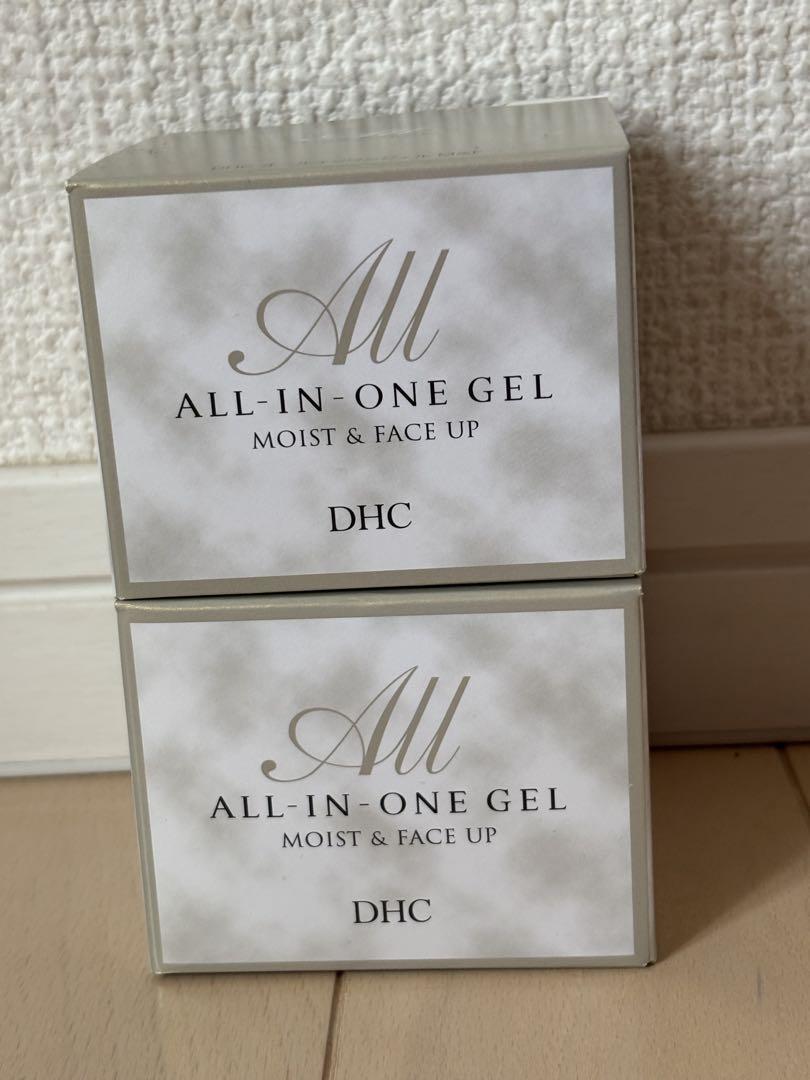 All
ALL-IN-ONE GEL
MOIST & FACE UP
DHC
All
ALL-IN-ONE GEL
MOIST & FACE UP
DHC